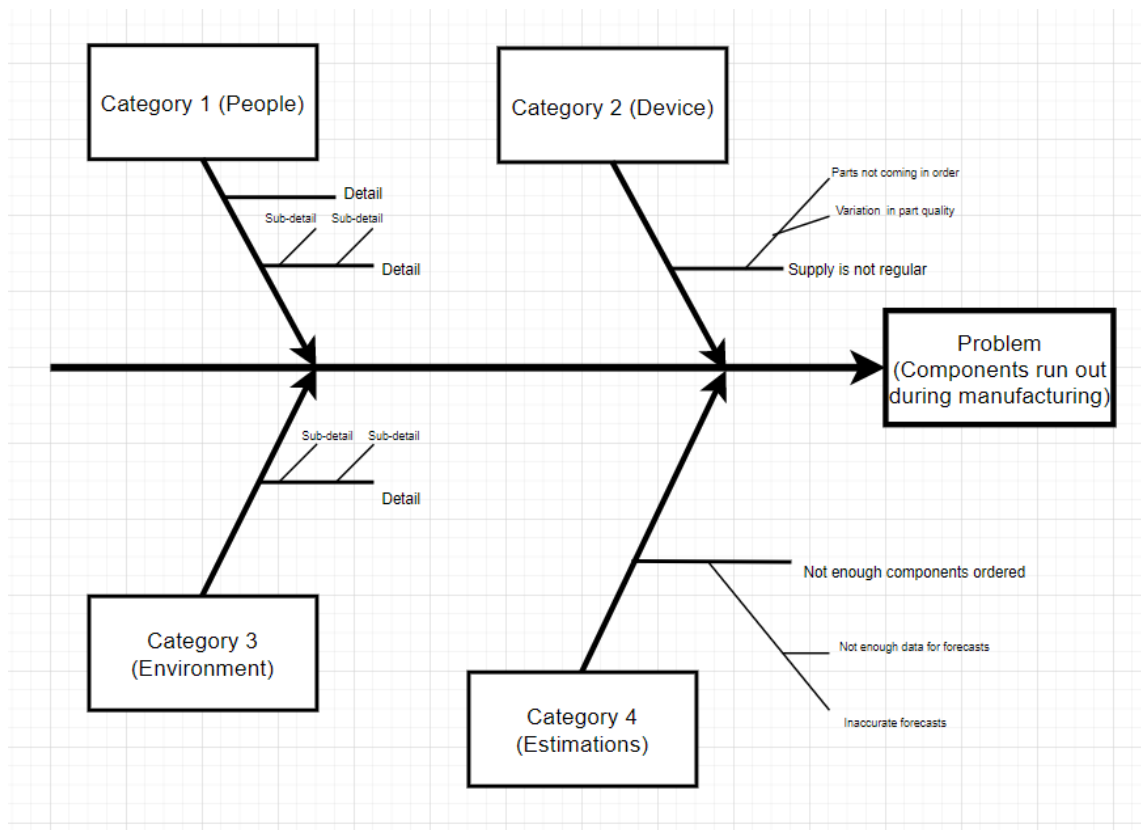 Category 1 (People)
Category 2 (Device)
Parts not coming in order
Detail
Variation in part quality
Sub-detail
Sub-detail
Detail
Supply is not regular
Problem
(Components run out
during manufacturing)
Sub-detail
Sub-detail
Detail
Not enough components ordered
Category 3
(Environment)
Not enough data for forecasts
Category 4
(Estimations)
Inaccurate forecasts